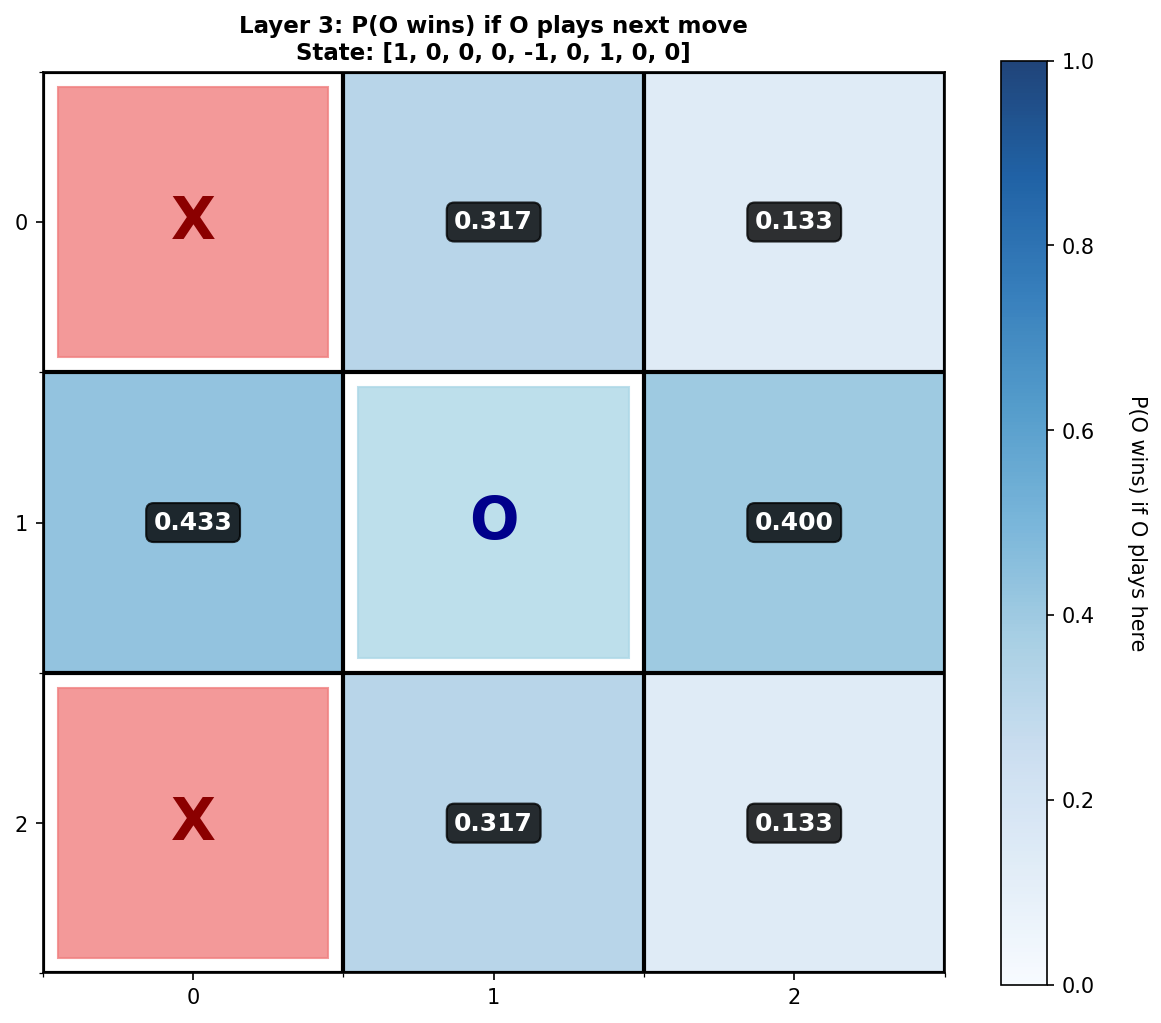 Layer 3: P(O wins) if O plays next move
State: [1, 0, 0, 0, -1, 0, 1, 0, 0]
0 X 0.317 0.133
1 0.433 O 0.400
2 X 0.317 0.133
0 1 2
1.0
0.8
0.6
0.4
0.2
0.0
P(O wins) if O plays here